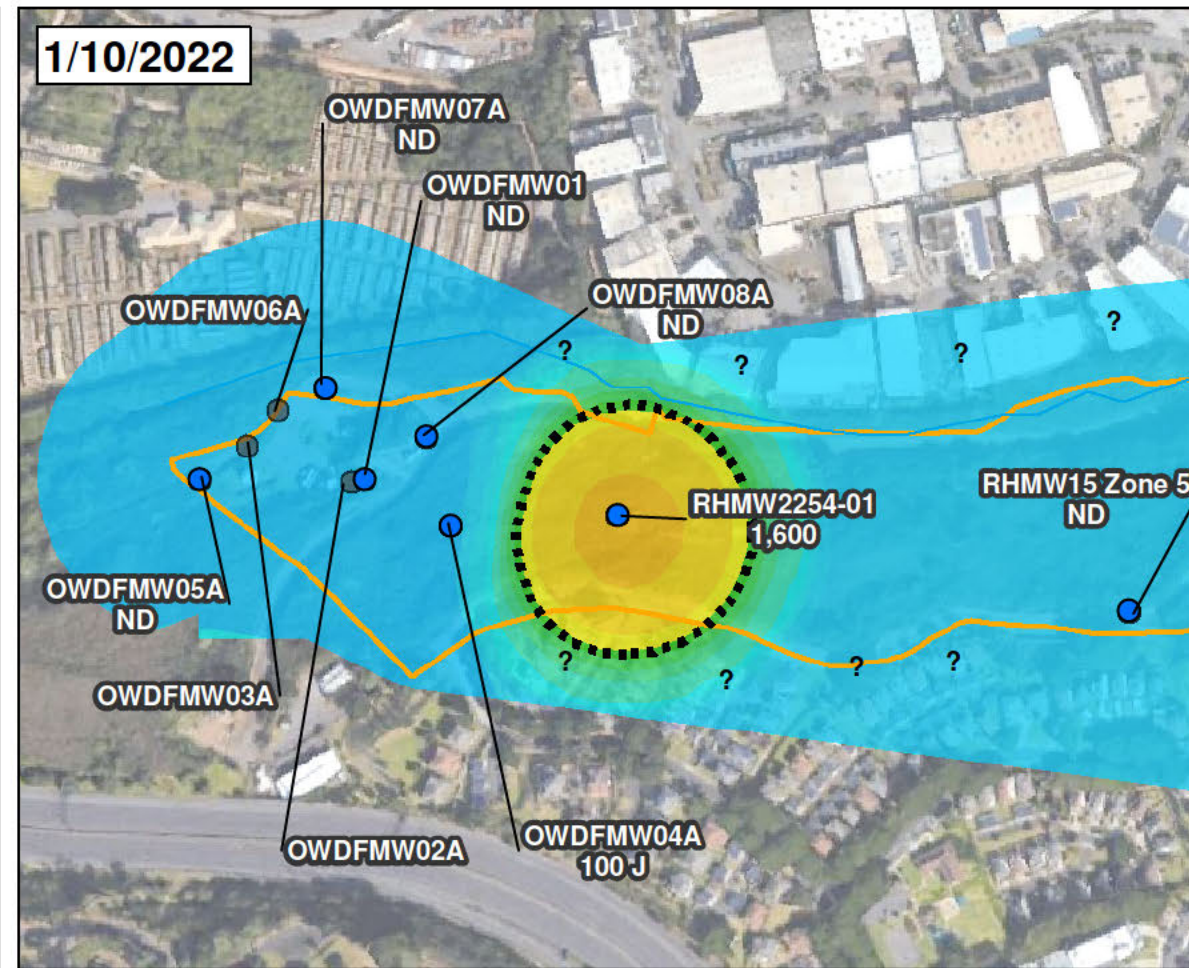 1/10/2022
OWDFMW07A
ND
OWDFMW01
ND
OWDFMW06A
OWDFMW08A
ND
?
?
?
?
RHMW15 Zone 5
ND
RHMW2254-01
1,600
OWDFMW05A
ND
?
?
?
?
OWDFMW03A
OWDFMW02A
OWDFMW04A
100 J